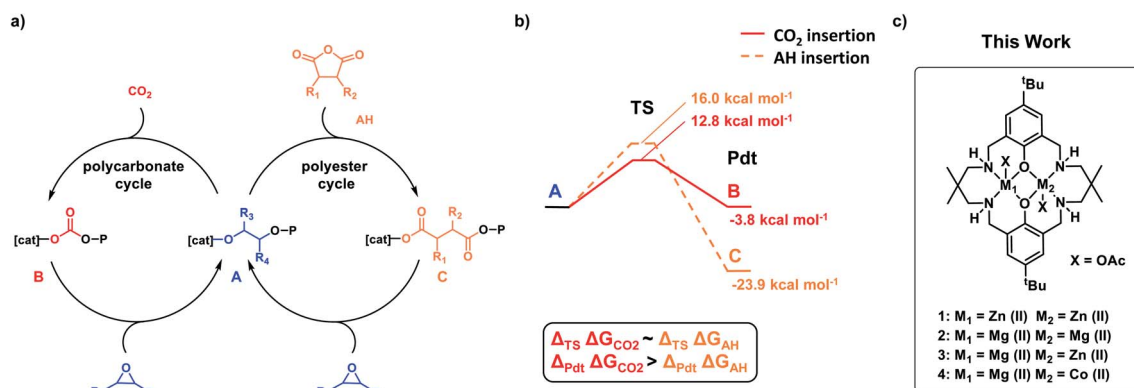 a)
CO2
O
O
O
R1
R2
AH
polycarbonate
cycle
polyester
cycle
[cat]
O
O
O
O–P
B
[cat]
O
R3
O–P
R4
A
[cat]
O
O
R2
O–P
R1
O
C
O
O
b)
CO2 insertion
AH insertion
TS
16.0 kcal mol-1
12.8 kcal mol-1
Pdt
A
B
-3.8 kcal mol-1
C
-23.9 kcal mol-1
ΔTS ΔGCO2 ~ ΔTS ΔGAH
ΔPdt ΔGCO2 > ΔPdt ΔGAH
c)
This Work
tBu
H
N
X
O
N
H
M1
M2
N
H
O
X
N
H
tBu
X = OAc
1: M1 = Zn (II) M2 = Zn (II)
2: M1 = Mg (II) M2 = Mg (II)
3: M1 = Mg (II) M2 = Zn (II)
4: M1 = Mg (II) M2 = Co (II)